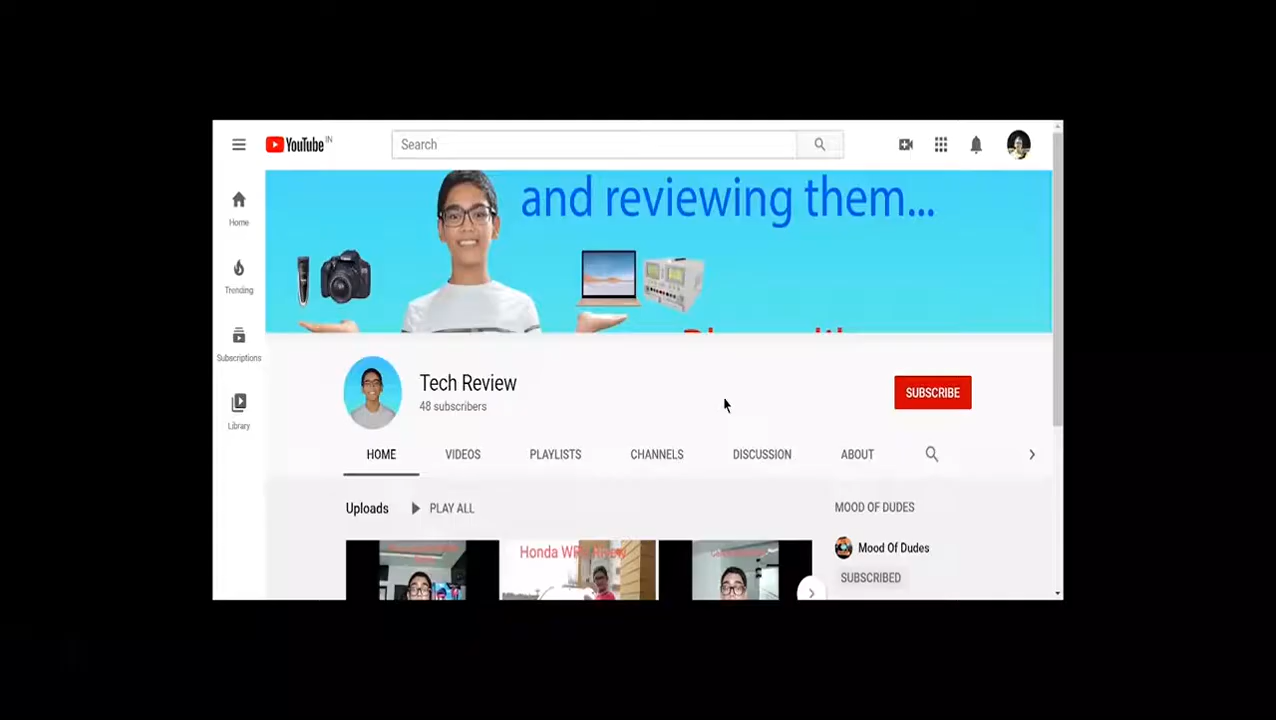 YouTube IN
Search
and reviewing them...
Home
Trending
Subscriptions
Library
Tech Review
48 subscribers
SUBSCRIBE
HOME VIDEOS PLAYLISTS CHANNELS DISCUSSION ABOUT
Uploads PLAY ALL
MOOD OF DUDES
Mood Of Dudes
SUBSCRIBED
Honda